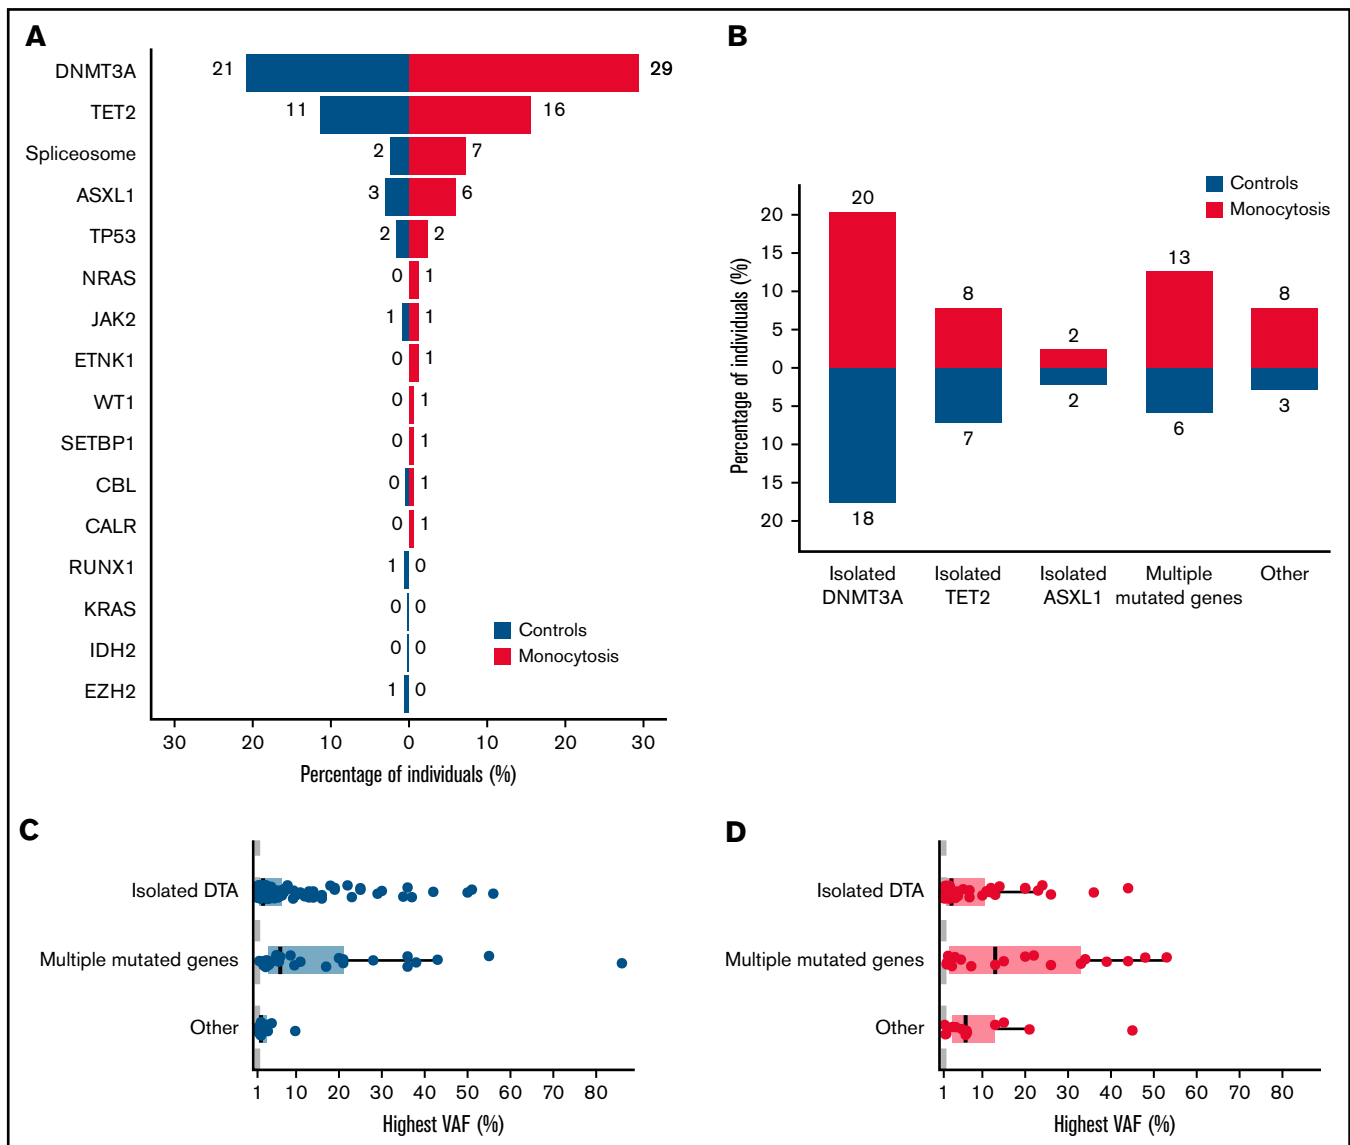 A
DNMT3A 21 29
TET2 11 16
Spliceosome 2 7
ASXL1 3 6
TP53 2 2
NRAS 0 1
JAK2 1 1
ETNK1 0 1
WT1 0 1
SETBP1 0 1
CBL 0 1
CALR 0 1
RUNX1 1 0
KRAS 0 0
IDH2 0 0
EZH2 1 0
Controls
Monocytosis
30 20 10 0 10 20 30
Percentage of individuals (%)
B
Controls
Monocytosis
Percentage of individuals (%)
20
15
10
5
0
5
10
15
20
20 8 2 13 8
18 7 2 6 3
Isolated Isolated Isolated Multiple Other
DNMT3A TET2 ASXL1 mutated genes
C
Isolated DTA
Multiple mutated genes
Other
1 10 20 30 40 50 60 70 80
Highest VAF (%)
D
Isolated DTA
Multiple mutated genes
Other
1 10 20 30 40 50 60 70 80
Highest VAF (%)